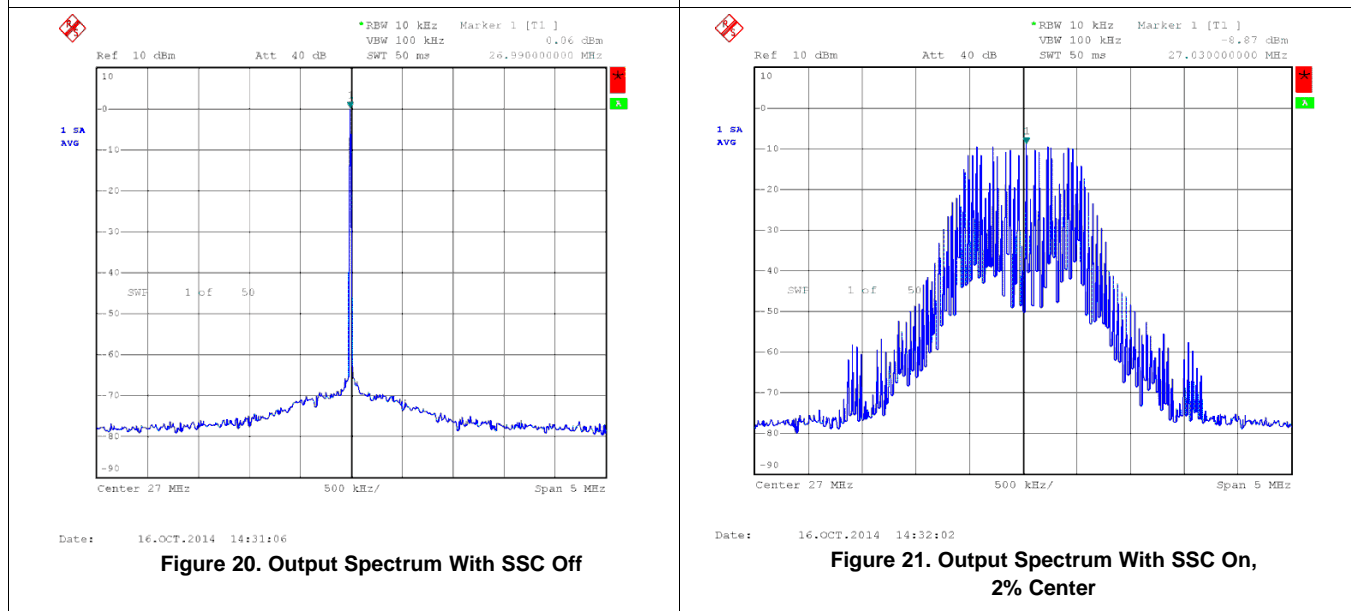 RBW 10 kHz Marker 1 [T1 ]
VBW 100 kHz 0.06 dBm
Ref 10 dBm Att 40 dB SWT 50 ms 26.990000000 MHz
10
1
0
1 SA
AVG
-10
-20
-30
-40
SWP 1 of 50
-50
-60
-70
-80
-90
Center 27 MHz 500 kHz/ Span 5 MHz
Date: 16.OCT.2014 14:31:06
Figure 20. Output Spectrum With SSC Off
RBW 10 kHz Marker 1 [T1 ]
VBW 100 kHz -8.87 dBm
Ref 10 dBm Att 40 dB SWT 50 ms 27.030000000 MHz
10
0
1 SA
AVG
1
-10
-20
-30
-40
SWP 1 of 50
-50
-60
-70
-80
-90
Center 27 MHz 500 kHz/ Span 5 MHz
Date: 16.OCT.2014 14:32:02
Figure 21. Output Spectrum With SSC On,
2% Center